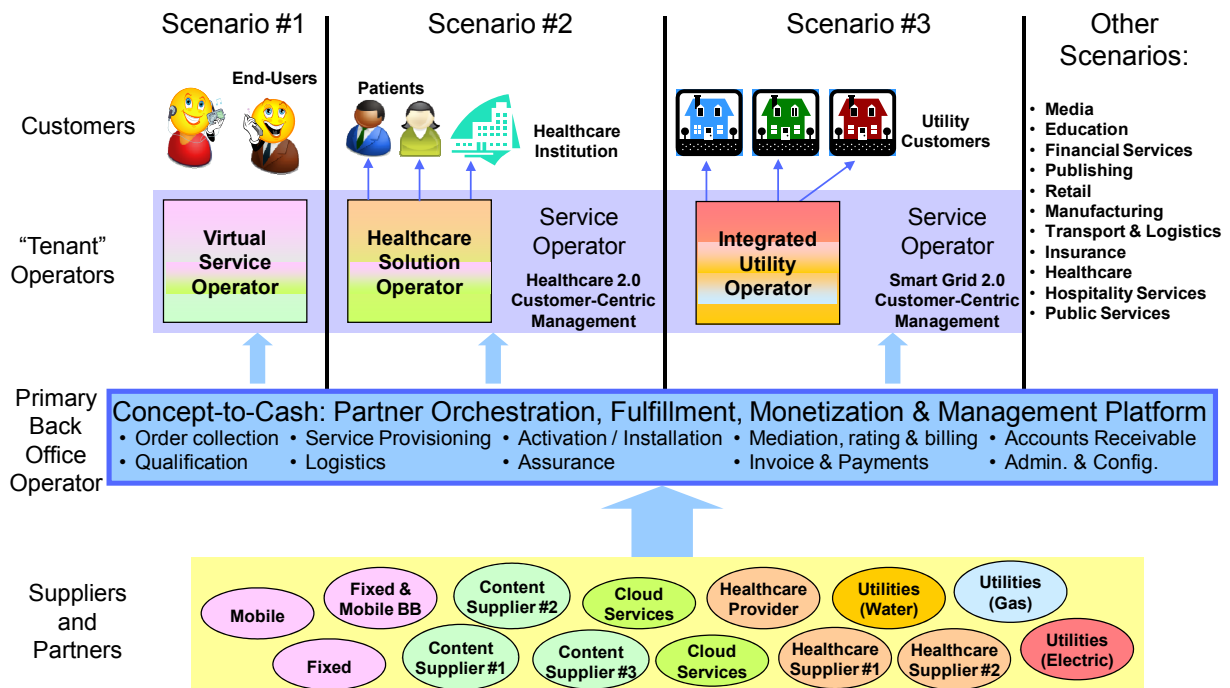 Scenario #1
Scenario #2
Scenario #3
Other
Scenarios:
Customers
End-Users
Patients
Healthcare
Institution
Utility
Customers
• Media
• Education
• Financial Services
• Publishing
• Retail
• Manufacturing
• Transport & Logistics
• Insurance
• Healthcare
• Hospitality Services
• Public Services
“Tenant”
Operators
Virtual
Service
Operator
Healthcare
Solution
Operator
Service
Operator
Healthcare 2.0
Customer-Centric
Management
Integrated
Utility
Operator
Service
Operator
Smart Grid 2.0
Customer-Centric
Management
Primary
Back
Office
Operator
Concept-to-Cash: Partner Orchestration, Fulfillment, Monetization & Management Platform
• Order collection
• Qualification
• Service Provisioning
• Logistics
• Activation / Installation
• Assurance
• Mediation, rating & billing
• Invoice & Payments
• Accounts Receivable
• Admin. & Config.
Suppliers
and
Partners
Mobile
Fixed &
Mobile BB
Content
Supplier #2
Cloud
Services
Healthcare
Provider
Utilities
(Water)
Utilities
(Gas)
Fixed
Content
Supplier #1
Content
Supplier #3
Cloud
Services
Healthcare
Supplier #1
Healthcare
Supplier #2
Utilities
(Electric)